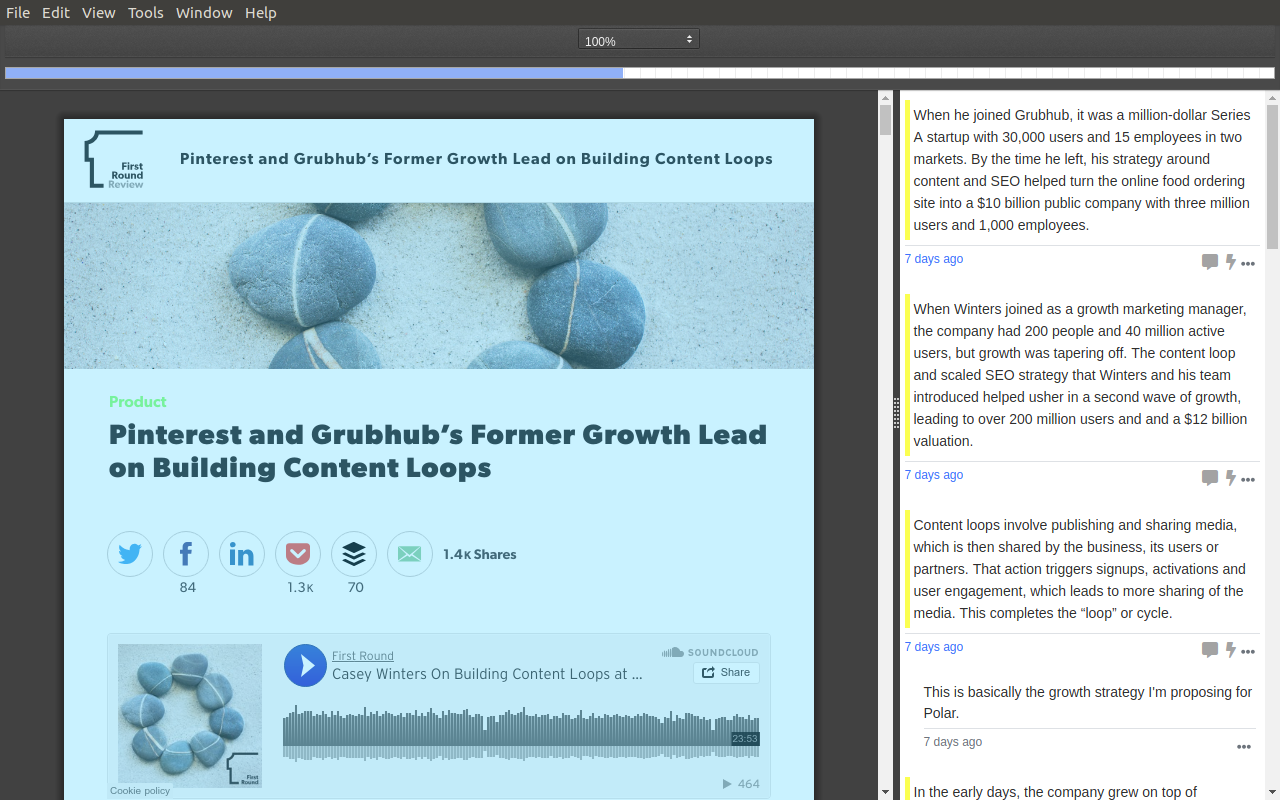 File Edit View Tools Window Help
100%
First
Round
Review
Pinterest and Grubhub’s Former Growth Lead on Building Content Loops
Product
Pinterest and Grubhub’s Former Growth Lead
on Building Content Loops
1.4K Shares
84
1.3K
70
First Round
Casey Winters On Building Content Loops at ...
SOUNDCLOUD
Share
23:53
464
Cookie policy
First
Round
Review
When he joined Grubhub, it was a million-dollar Series
A startup with 30,000 users and 15 employees in two
markets. By the time he left, his strategy around
content and SEO helped turn the online food ordering
site into a $10 billion public company with three million
users and 1,000 employees.
7 days ago
When Winters joined as a growth marketing manager,
the company had 200 people and 40 million active
users, but growth was tapering off. The content loop
and scaled SEO strategy that Winters and his team
introduced helped usher in a second wave of growth,
leading to over 200 million users and and a $12 billion
valuation.
7 days ago
Content loops involve publishing and sharing media,
which is then shared by the business, its users or
partners. That action triggers signups, activations and
user engagement, which leads to more sharing of the
media. This completes the “loop” or cycle.
7 days ago
This is basically the growth strategy I'm proposing for
Polar.
7 days ago
In the early days, the company grew on top of